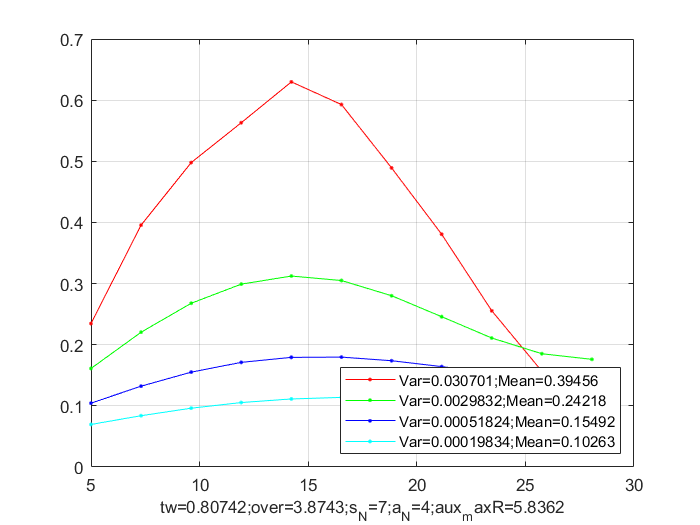 0.7
0.6
0.5
0.4
0.3
0.2
0.1
0
Var=0.030701;Mean=0.39456
Var=0.0029832;Mean=0.24218
Var=0.00051824;Mean=0.15492
Var=0.00019834;Mean=0.10263
5 10 15 20 25 30
tw=0.80742;over=3.8743;s_N=7;a_N=4;aux_maxR=5.8362